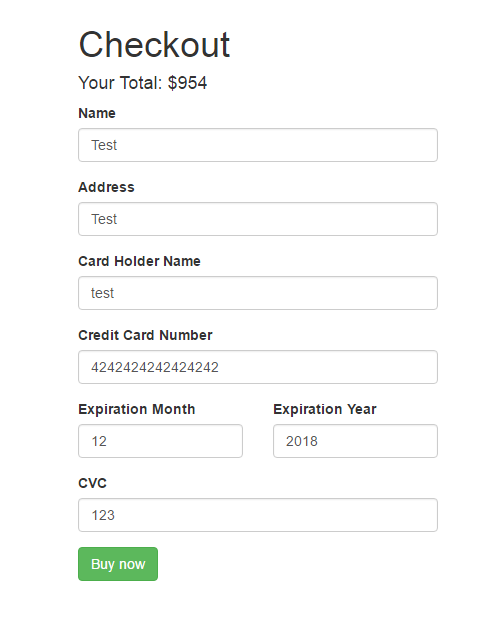 Checkout
Your Total: $954
Name
Test
Address
Test
Card Holder Name
test
Credit Card Number
4242424242424242
Expiration Month Expiration Year
12 2018
CVC
123
Buy now